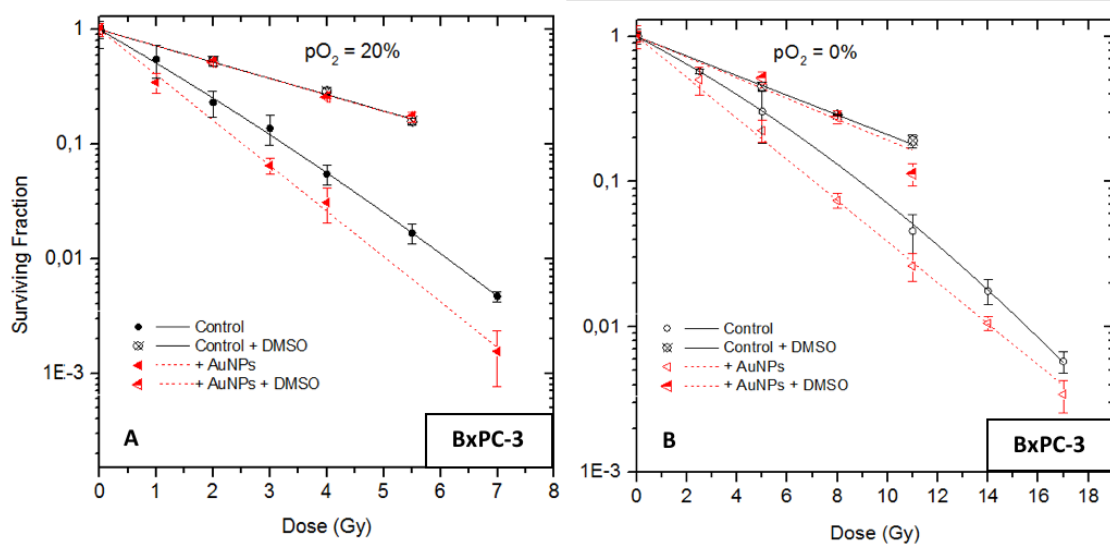 pO2 = 20%
1
0,1
0,01
1E-3
Surviving Fraction
Control
Control + DMSO
+ AuNPs
+ AuNPs + DMSO
A
BxPC-3
0 1 2 3 4 5 6 7 8
Dose (Gy)
pO2 = 0%
1
0,1
0,01
1E-3
Control
Control + DMSO
+ AuNPs
+ AuNPs + DMSO
B
BxPC-3
0 2 4 6 8 10 12 14 16 18
Dose (Gy)